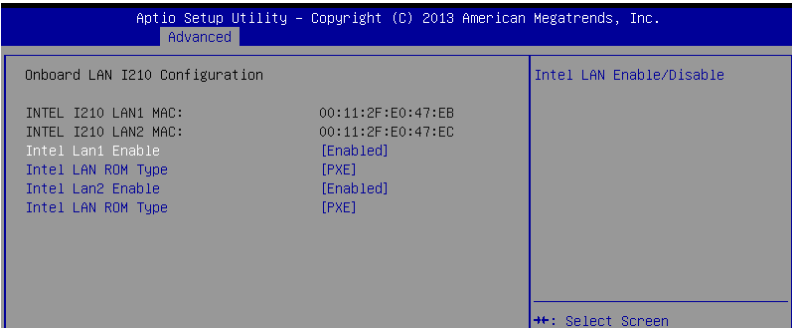 Aptio Setup Utility – Copyright (C) 2013 American Megatrends, Inc.
Advanced
Onboard LAN I210 Configuration
Intel LAN Enable/Disable
INTEL I210 LAN1 MAC: 00:11:2F:E0:47:EB
INTEL I210 LAN2 MAC: 00:11:2F:E0:47:EC
Intel Lan1 Enable [Enabled]
Intel LAN ROM Type [PXE]
Intel Lan2 Enable [Enabled]
Intel LAN ROM Type [PXE]
→←: Select Screen